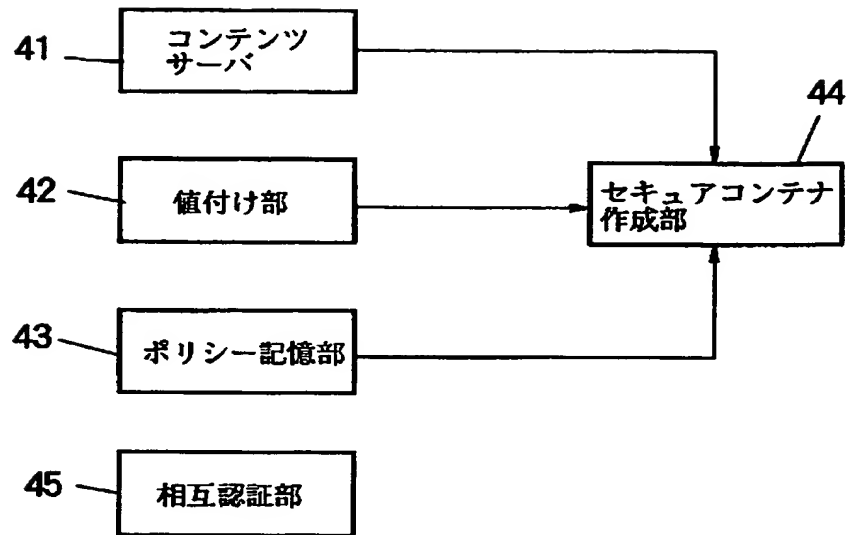 41
コンテンツ
サーバ
44
42
値付け部
セキュアコンテナ
作成部
43
ポリシー記憶部
45
相互認証部